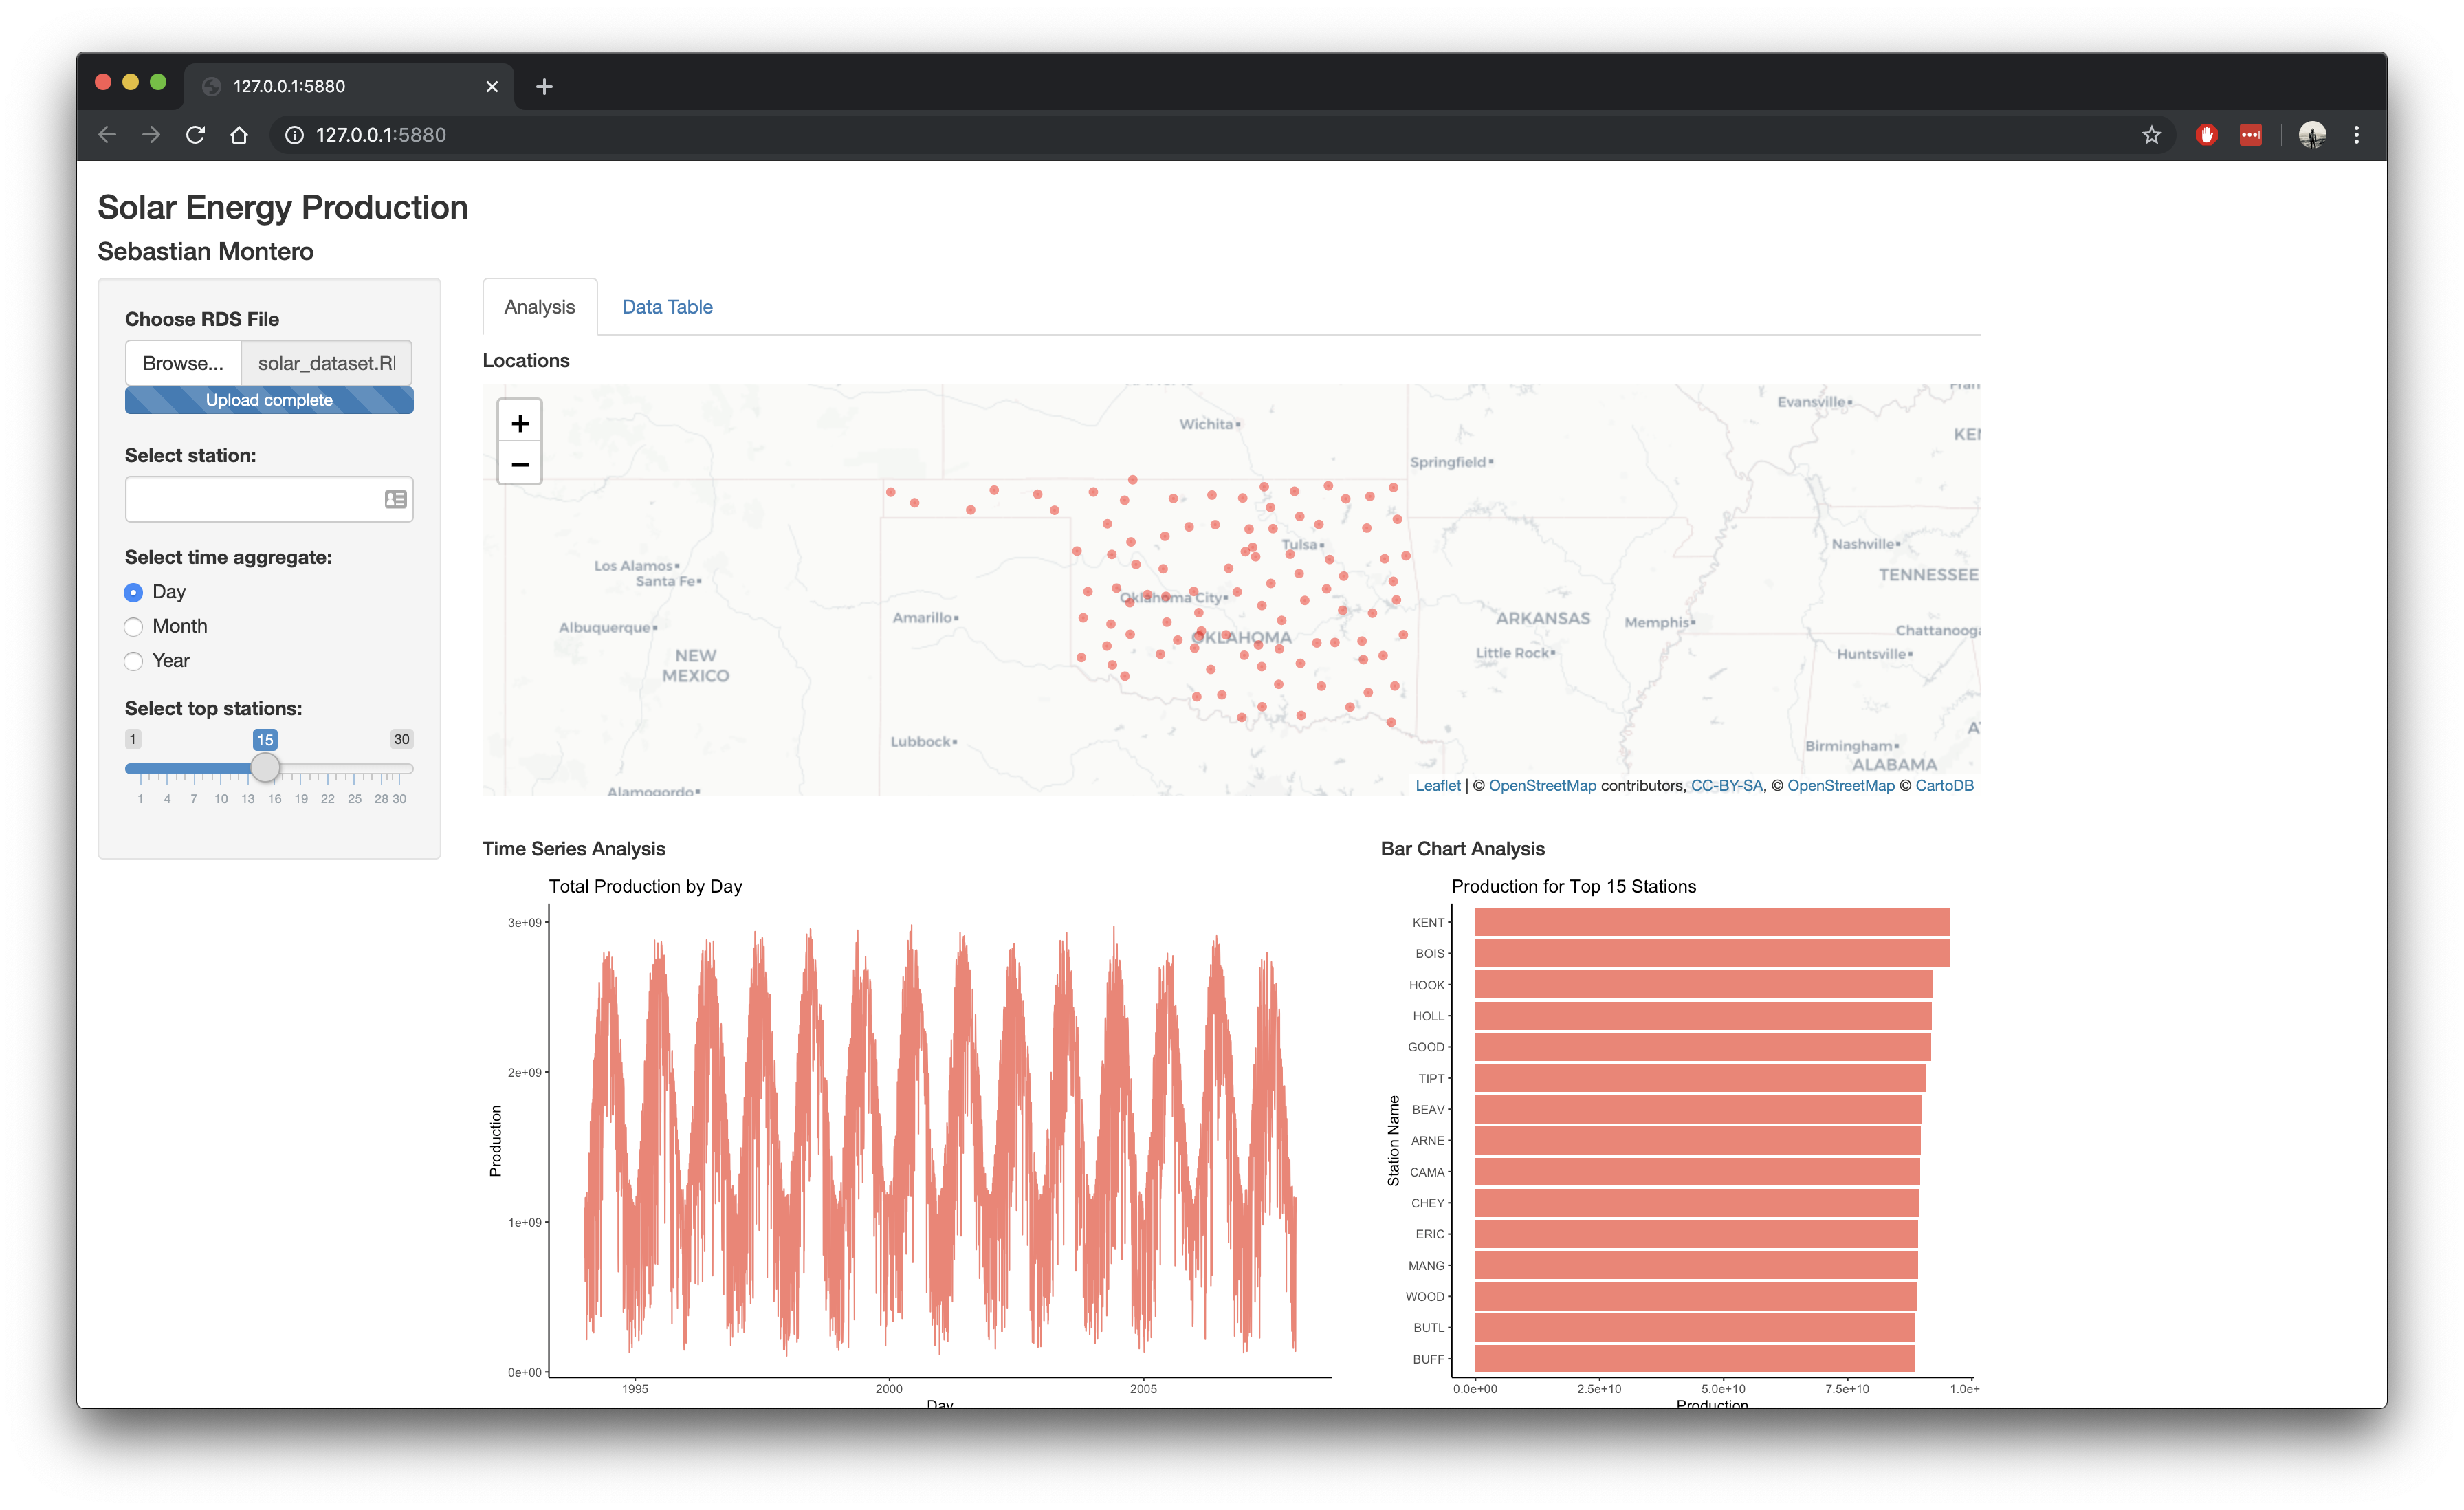 127.0.0.1:5880
127.0.0.1:5880
Solar Energy Production
Sebastian Montero
Choose RDS File
Browse... solar_dataset.R
Upload complete
Select station:
Select time aggregate:
Day
Month
Year
Select top stations:
1 15 30
1 4 7 10 13 16 19 22 25 28 30
Analysis Data Table
Locations
+
−
Wichita
Evansville
Springfield
Tulsa
Nashville
TENNESSEE
Los Alamos
Santa Fe
Oklahoma City
Amarillo
ARKANSAS
Memphis
Albuquerque
OKLAHOMA
Chattanooga
NEW
MEXICO
Little Rock
Huntsville
Lubbock
Birmingham
ALABAMA
Alamogordo
Leaflet | © OpenStreetMap contributors, CC-BY-SA, © OpenStreetMap © CartoDB
Time Series Analysis
Total Production by Day
3e+09
2e+09
1e+09
0e+00
Production
1995 2000 2005
Day
Bar Chart Analysis
Production for Top 15 Stations
KENT
BOIS
HOOK
HOLL
GOOD
TIPT
BEAV
ARNE
CAMA
CHEY
ERIC
MANG
WOOD
BUTL
BUFF
Station Name
0.0e+00 2.5e+10 5.0e+10 7.5e+10 1.0e+
Production